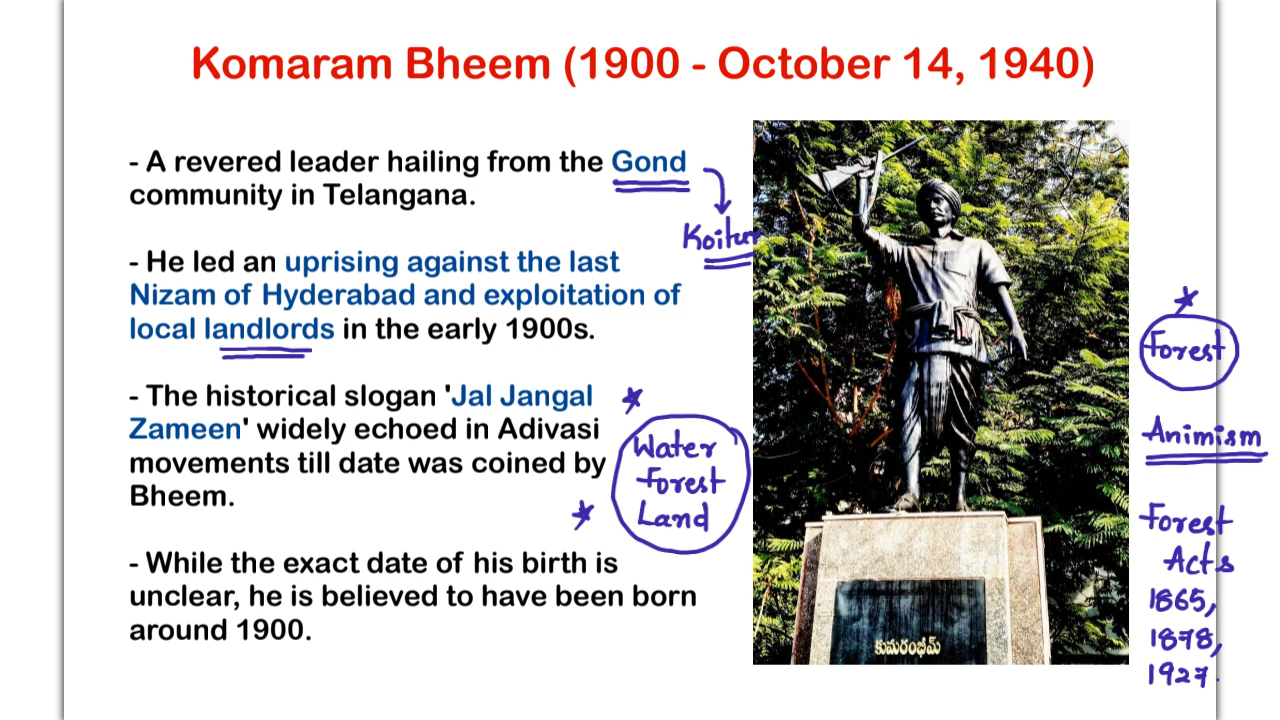 Komaram Bheem (1900 - October 14, 1940)
- A revered leader hailing from the Gond
community in Telangana.
Koitur
- He led an uprising against the last
Nizam of Hyderabad and exploitation of
local landlords in the early 1900s.
- The historical slogan 'Jal Jangal
Zameen' widely echoed in Adivasi
movements till date was coined by
Bheem.
Water
Forest
Land
- While the exact date of his birth is
unclear, he is believed to have been born
around 1900.
కుమరంభీమ్
Forest
Animism
Forest
Acts
1865,
1878,
1927.